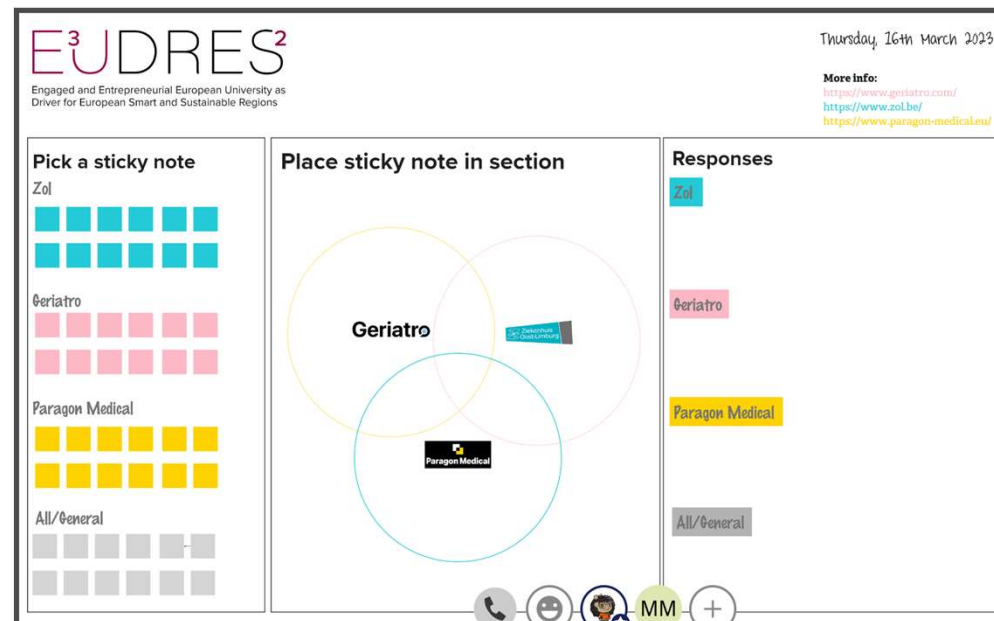 E³UDRES²
Engaged and Entrepreneurial European University as
Driver for European Smart and Sustainable Regions
Thursday, 16th March 2023
More info:
https://www.geriatro.com/
https://www.zol.be/
https://www.paragon-medical.eu/
Pick a sticky note
Zol
Geriatro
Paragon Medical
All/General
Place sticky note in section
Geriatro
Ziekenhuis
Oost-Limburg
Paragon Medical
Responses
Zol
Geriatro
Paragon Medical
All/General
MM